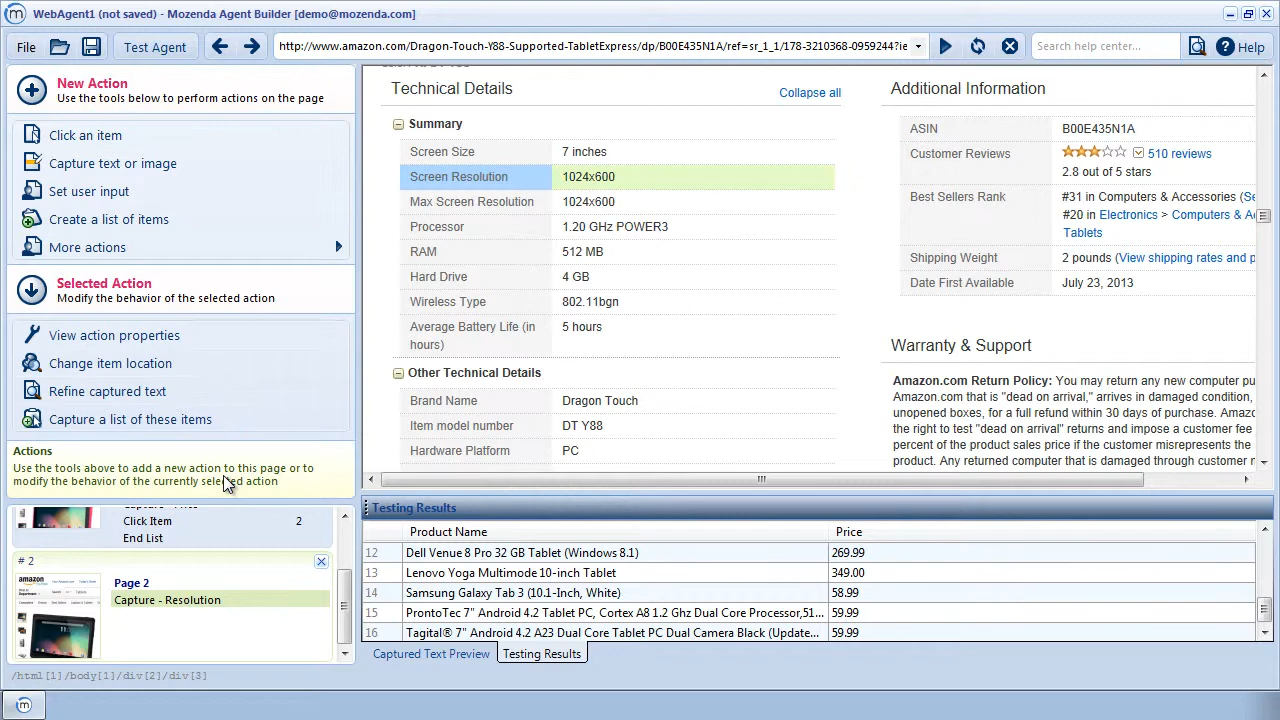 WebAgent1 (not saved) - Mozenda Agent Builder [demo@mozenda.com]
File
Test Agent
http://www.amazon.com/Dragon-Touch-Y88-Supported-TabletExpress/dp/B00E435N1A/ref=sr_1_1/178-3210368-0959244?ie
Search help center...
Help
New Action
Use the tools below to perform actions on the page
Click an item
Capture text or image
Set user input
Create a list of items
More actions
Selected Action
Modify the behavior of the selected action
View action properties
Change item location
Refine captured text
Capture a list of these items
Actions
Use the tools above to add a new action to this page or to
modify the behavior of the currently selected action
Click Item 2
End List
# 2
amazon
Page 2
Capture - Resolution
/html[1]/body[1]/div[2]/div[3]
Technical Details
Collapse all
Summary
Screen Size 7 inches
Screen Resolution 1024x600
Max Screen Resolution 1024x600
Processor 1.20 GHz POWER3
RAM 512 MB
Hard Drive 4 GB
Wireless Type 802.11bgn
Average Battery Life (in 5 hours
hours)
Other Technical Details
Brand Name Dragon Touch
Item model number DT Y88
Hardware Platform PC
Additional Information
ASIN B00E435N1A
Customer Reviews 510 reviews
2.8 out of 5 stars
Best Sellers Rank #31 in Computers & Accessories (Se
#20 in Electronics > Computers & Ac
Tablets
Shipping Weight 2 pounds (View shipping rates and p
Date First Available July 23, 2013
Warranty & Support
Amazon.com Return Policy: You may return any new computer pu
Amazon.com that is "dead on arrival," arrives in damaged condition,
unopened boxes, for a full refund within 30 days of purchase. Amazo
the right to test "dead on arrival" returns and impose a customer fee
percent of the product sales price if the customer misrepresents the
product. Any returned computer that is damaged through customer m
Testing Results
Product Name Price
12 Dell Venue 8 Pro 32 GB Tablet (Windows 8.1) 269.99
13 Lenovo Yoga Multimode 10-inch Tablet 349.00
14 Samsung Galaxy Tab 3 (10.1-Inch, White) 58.99
15 ProntoTec 7" Android 4.2 Tablet PC, Cortex A8 1.2 Ghz Dual Core Processor,51... 59.99
16 Tagital® 7" Android 4.2 A23 Dual Core Tablet PC Dual Camera Black (Update... 59.99
Captured Text Preview
Testing Results